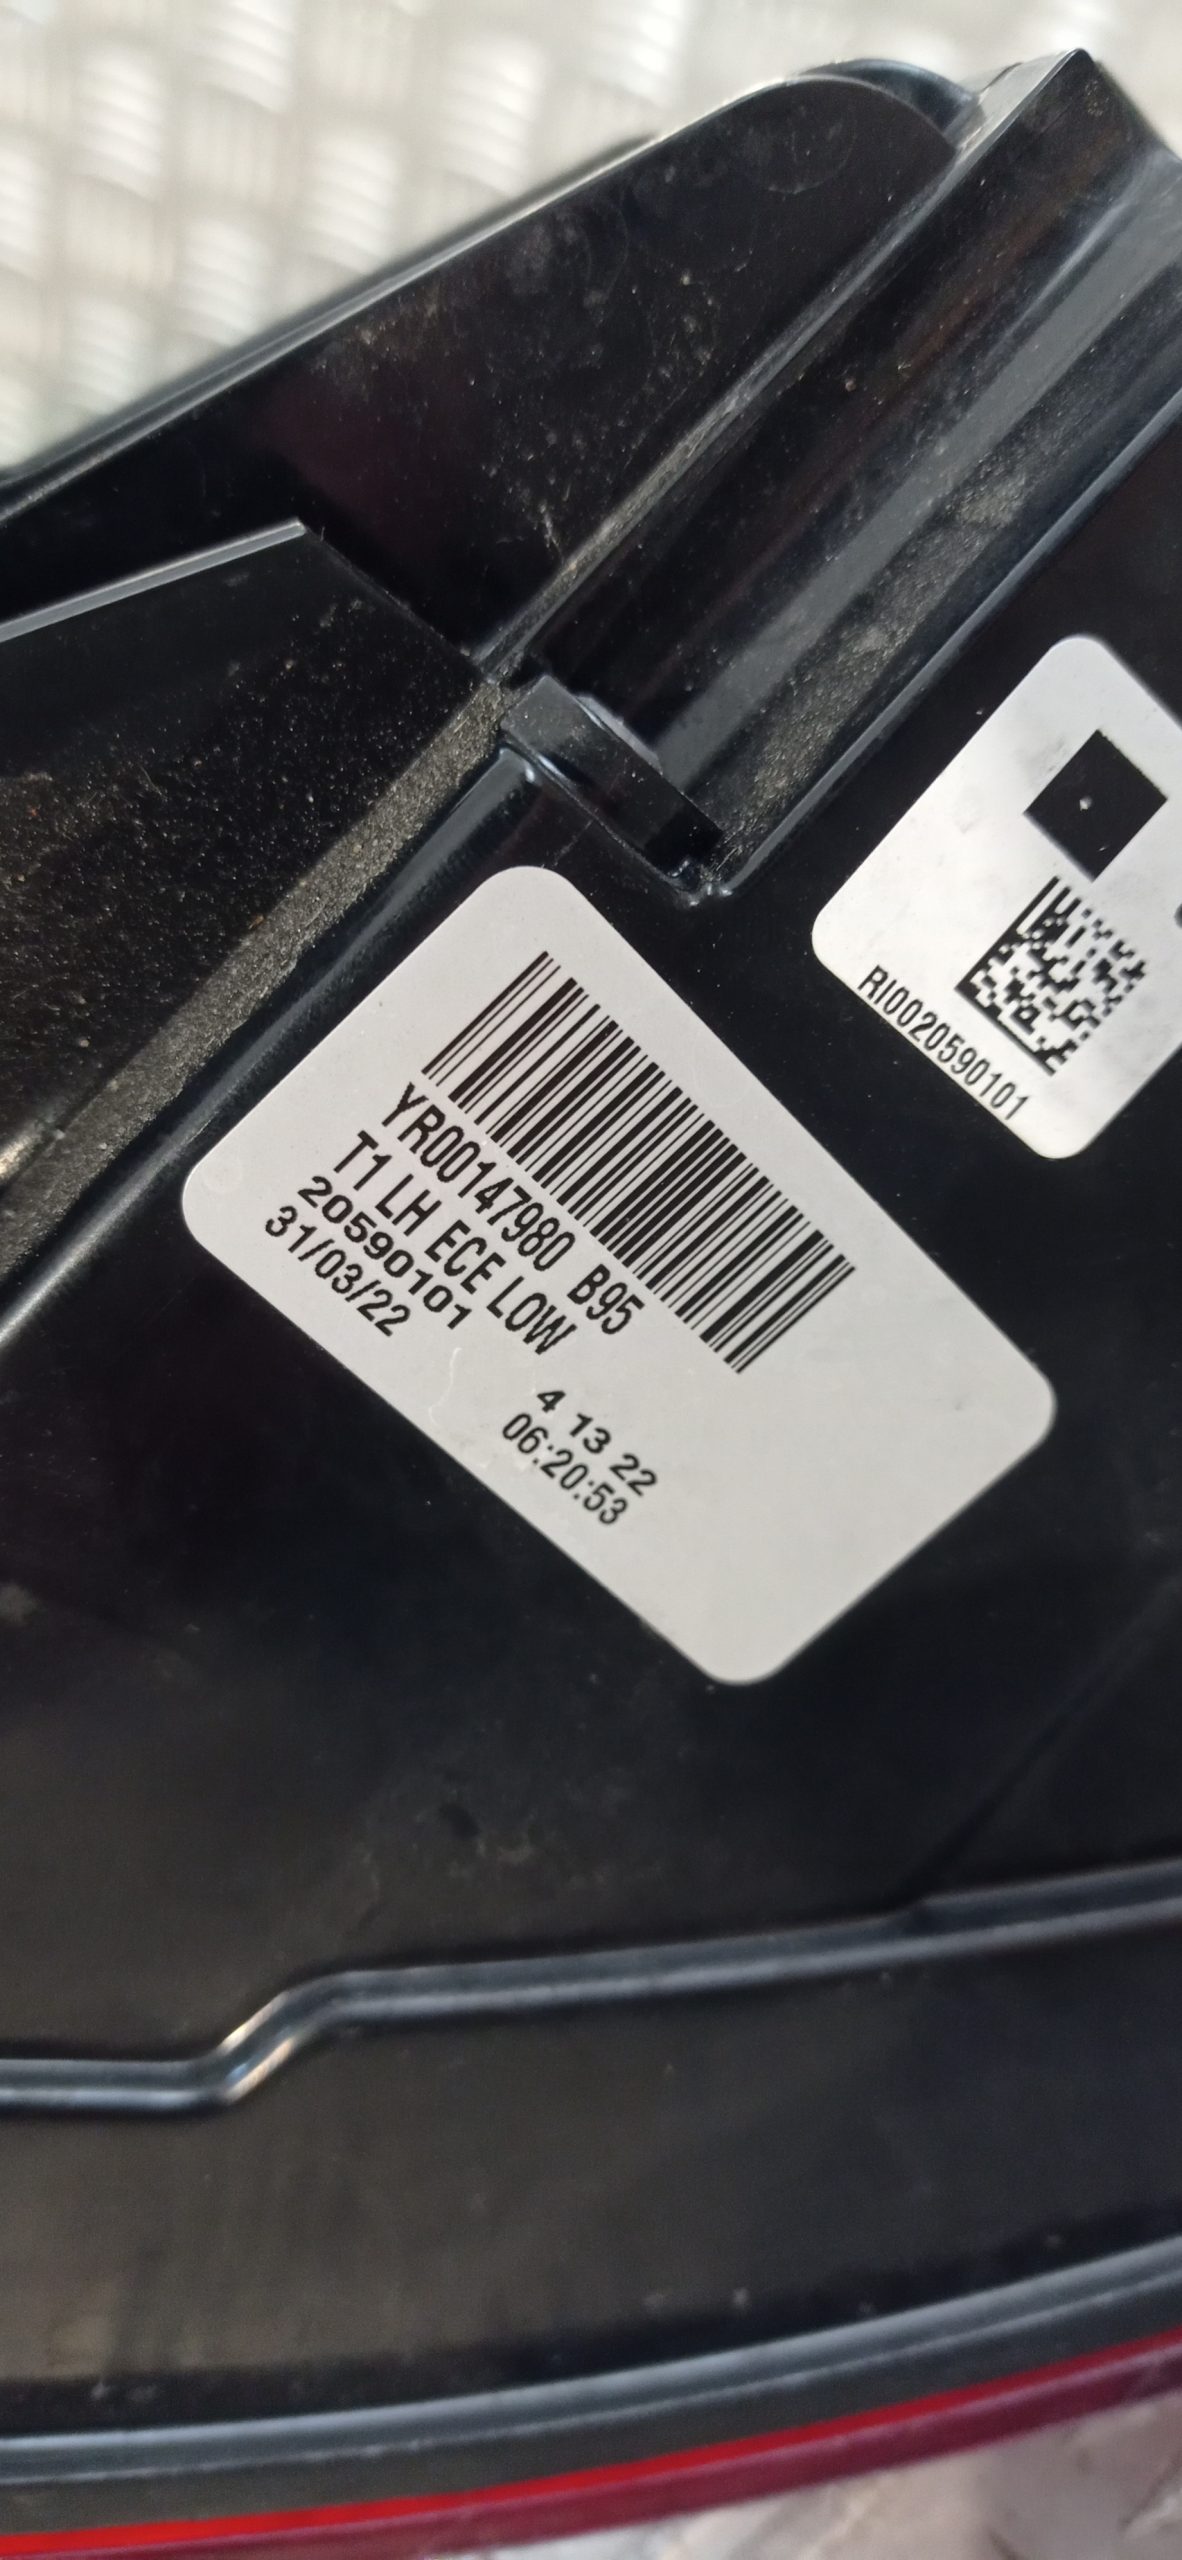 YR00147980 B95
T1 LH ECE LOW
20590101 4 13 22
31/03/22 06:20:53
RI0020590101